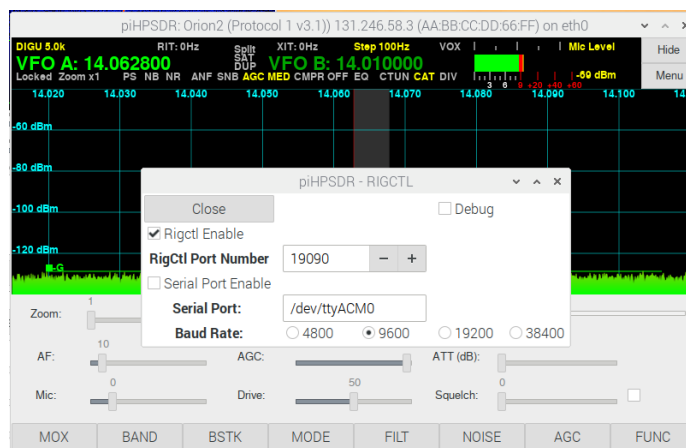 piHPSDR: Orion2 (Protocol 1 v3.1)) 131.246.58.3 (AA:BB:CC:DD:66:FF) on eth0
DIGU 5.0k RIT: 0Hz Split XIT: 0Hz Step 100Hz VOX Mic Level Hide
SAT
VFO A: 14.062800 DUP VFO B: 14.010000 -69 dBm
Locked Zoom x1 PS NB NR ANF SNB AGC MED CMPR OFF EQ CTUN CAT DIV Menu
3 6 9 +20 +40 +60
14.020 14.030 14.040 14.050 14.060 14.070 14.080 14.090 14.100
-60 dBm
-80 dBm
piHPSDR - RIGCTL
Close Debug
-100 dBm
Rigctl Enable
RigCtl Port Number 19090 − +
-120 dBm
-G
Serial Port Enable
Serial Port: /dev/ttyACM0
Baud Rate: 4800 9600 19200 38400
Zoom: 1
AF: 10 AGC: ATT (dB):
Mic: 0 Drive: 50 Squelch: 0
MOX BAND BSTK MODE FILT NOISE AGC FUNC